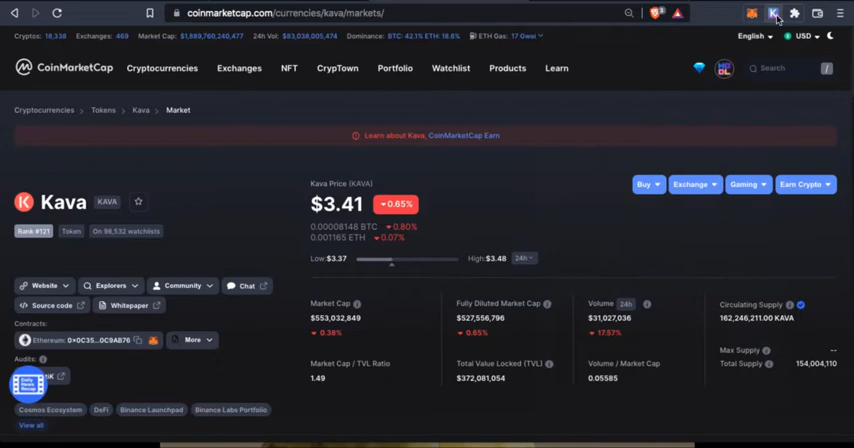 coinmarketcap.com/currencies/kava/markets/
Cryptos: 18,338 Exchanges: 469 Market Cap: $1,889,760,240,477 24h Vol: $83,038,005,474 Dominance: BTC: 42.1% ETH: 18.6% ETH Gas: 17 Gwei English USD
CoinMarketCap Cryptocurrencies Exchanges NFT CrypTown Portfolio Watchlist Products Learn Search /
Cryptocurrencies > Tokens > Kava > Market
Learn about Kava, CoinMarketCap Earn
Kava KAVA
Rank #121 Token On 98,532 watchlists
Kava Price (KAVA)
$3.41 0.65%
0.00008148 BTC 0.80%
0.001165 ETH 0.07%
Low: $3.37 High: $3.48 24h
Buy Exchange Gaming Earn Crypto
Website Explorers Community Chat
Source code Whitepaper
Contracts:
Ethereum: 0x0C35...0C9AB76 More
Audits:
Daily News Recap
Cosmos Ecosystem DeFi Binance Launchpad Binance Labs Portfolio
View all
Market Cap
$553,032,849
0.38%
Market Cap / TVL Ratio
1.49
Fully Diluted Market Cap
$527,556,796
0.65%
Total Value Locked (TVL)
$372,081,054
Volume 24h
$31,027,036
17.57%
Volume / Market Cap
0.05585
Circulating Supply
162,246,211.00 KAVA
Max Supply --
Total Supply 154,004,110